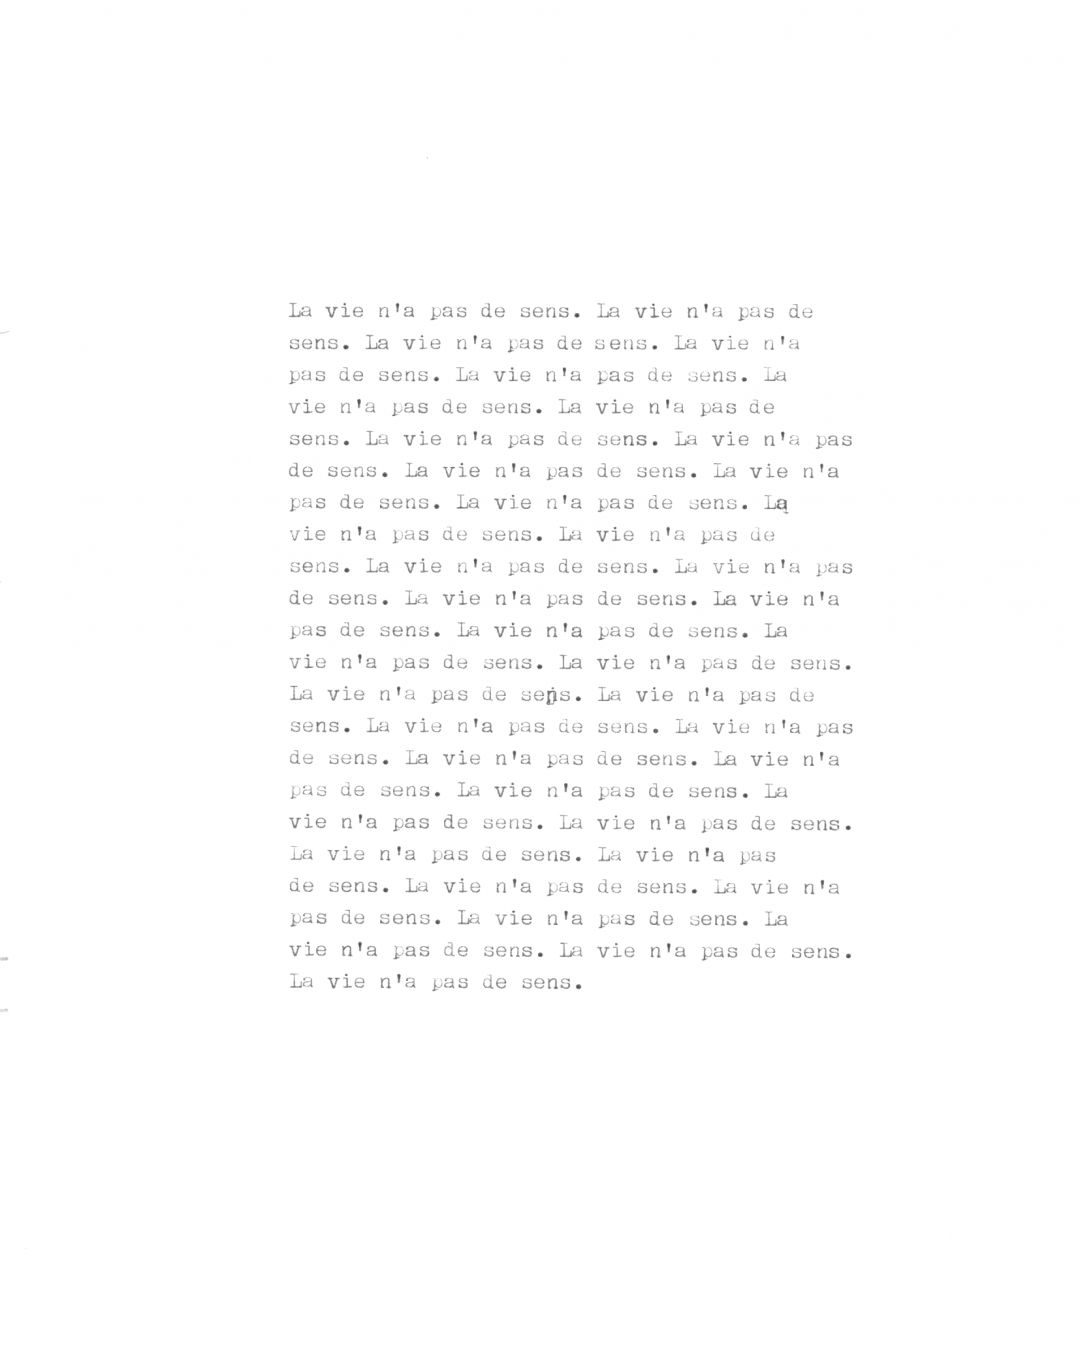 La vie n'a pas de sens. La vie n'a pas de
sens. La vie n'a pas de sens. La vie n'a
pas de sens. La vie n'a pas de sens. La
vie n'a pas de sens. La vie n'a pas de
sens. La vie n'a pas de sens. La vie n'a pas
de sens. La vie n'a pas de sens. La vie n'a
pas de sens. La vie n'a pas de sens. La
vie n'a pas de sens. La vie n'a pas de
sens. La vie n'a pas de sens. La vie n'a pas
de sens. La vie n'a pas de sens. La vie n'a
pas de sens. La vie n'a pas de sens. La
vie n'a pas de sens. La vie n'a pas de sens.
La vie n'a pas de sens. La vie n'a pas de
sens. La vie n'a pas de sens. La vie n'a pas
de sens. La vie n'a pas de sens. La vie n'a
pas de sens. La vie n'a pas de sens. La
vie n'a pas de sens. La vie n'a pas de sens.
La vie n'a pas de sens. La vie n'a pas
de sens. La vie n'a pas de sens. La vie n'a
pas de sens. La vie n'a pas de sens. La
vie n'a pas de sens. La vie n'a pas de sens.
La vie n'a pas de sens.